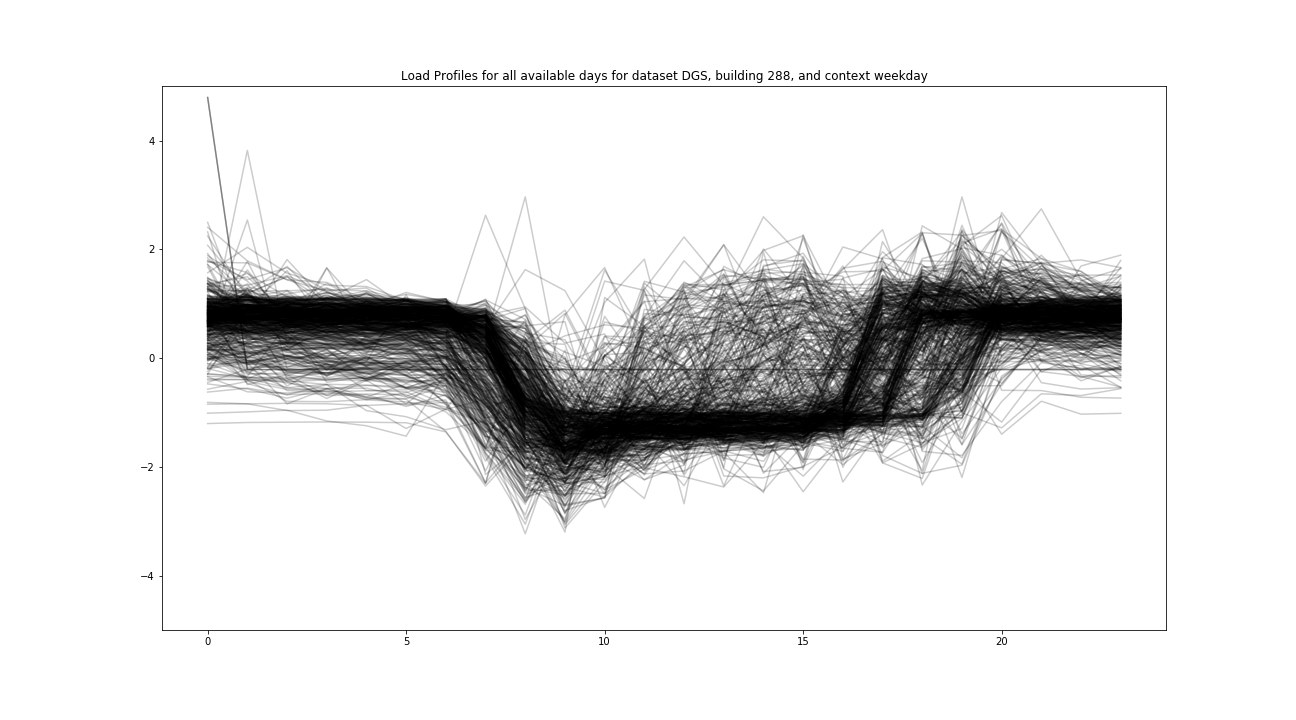 Load Profiles for all available days for dataset DGS, building 288, and context weekday
4
2
0
−2
−4
0 5 10 15 20